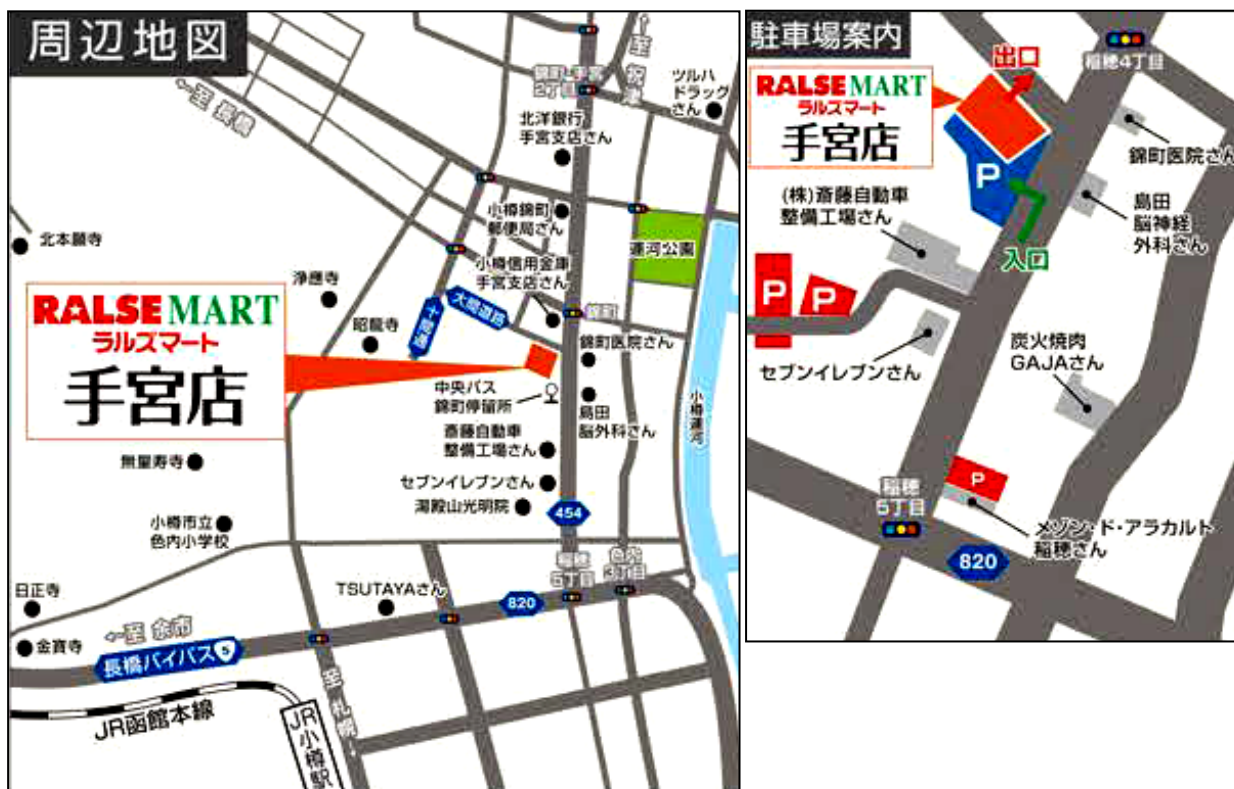 周辺地図
←至 長橋
錦町・手宮
2丁目
←至 祝津
ツルハ
ドラッグ
さん
北洋銀行
手宮支店さん
小樽錦町
郵便局さん
小樽信用金庫
手宮支店さん
運河公園
北本願寺
浄應寺
昭龍寺
十間通
大間道路
錦町
RALSE MART
ラルズマート
手宮店
錦町医院さん
中央バス
錦町停留所
島田
脳外科さん
小樽運河
斎藤自動車
整備工場さん
セブンイレブンさん
湯殿山光明院
無量寿寺
小樽市立
色内小学校
454
稲穂
5丁目
日正寺
金寶寺
TSUTAYAさん
820
←至 余市
長橋バイパス 5
JR函館本線
JR小樽駅
至 札幌→
駐車場案内
出口
稲穂4丁目
RALSE MART
ラルズマート
手宮店
P
錦町医院さん
(株)斎藤自動車
整備工場さん
島田
脳神経
外科さん
入口
P
P
セブンイレブンさん
炭火焼肉
GAJAさん
P
稲穂
5丁目
メゾン・ド・アラカルト
稲穂さん
820